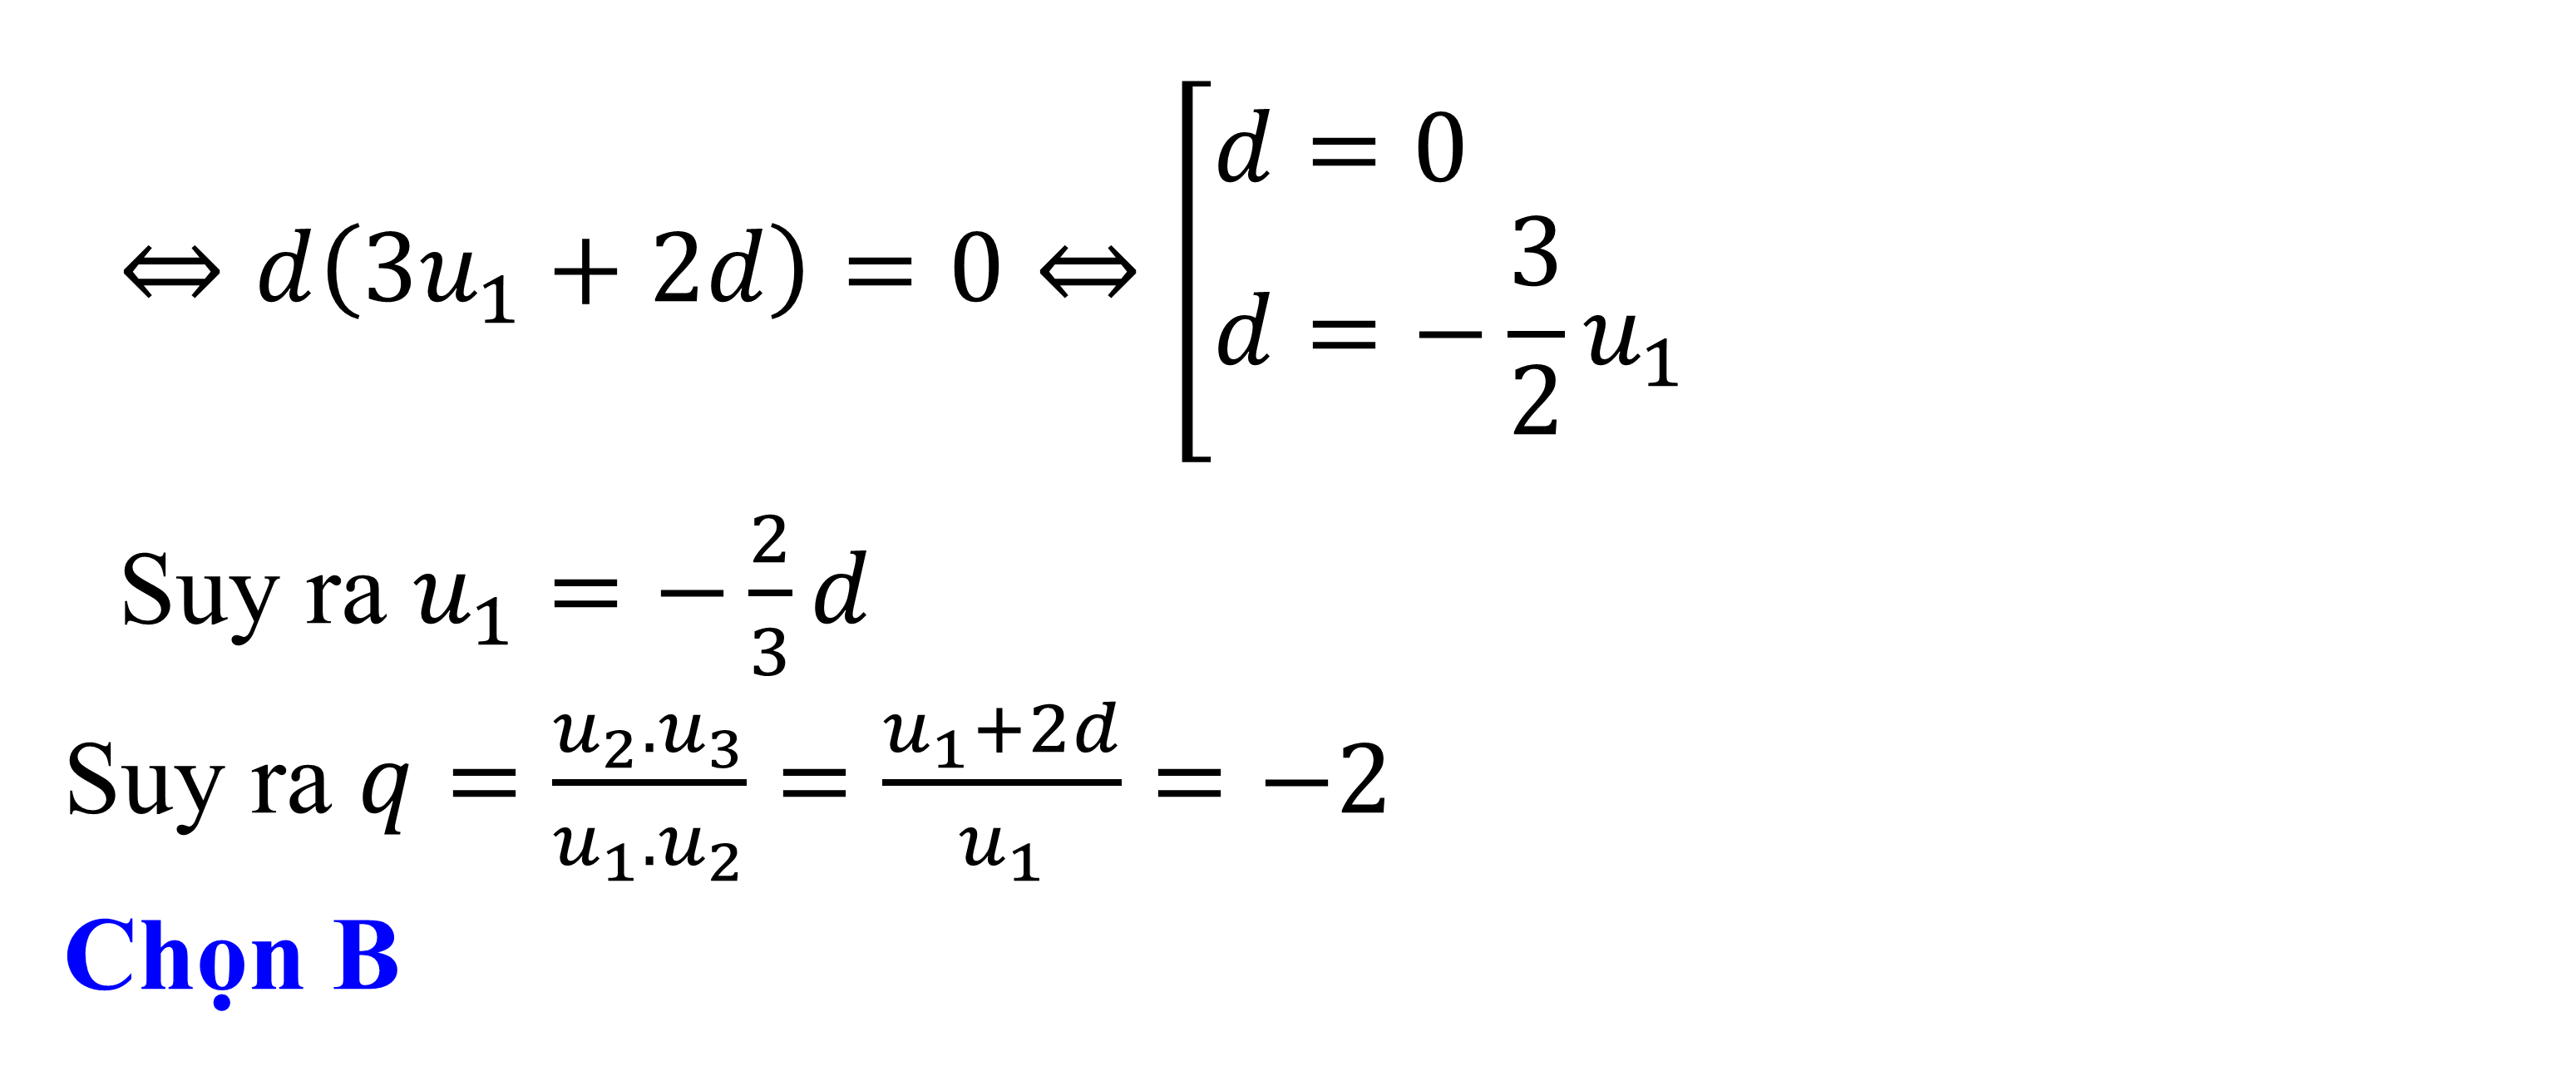 ⇔ d(3u₁ + 2d) = 0 ⇔ [d = 0
d = −3/2 u₁
Suy ra u₁ = −2/3 d
Suy ra q = u₂.u₃/u₁.u₂ = u₁+2d/u₁ = −2
Chọn B